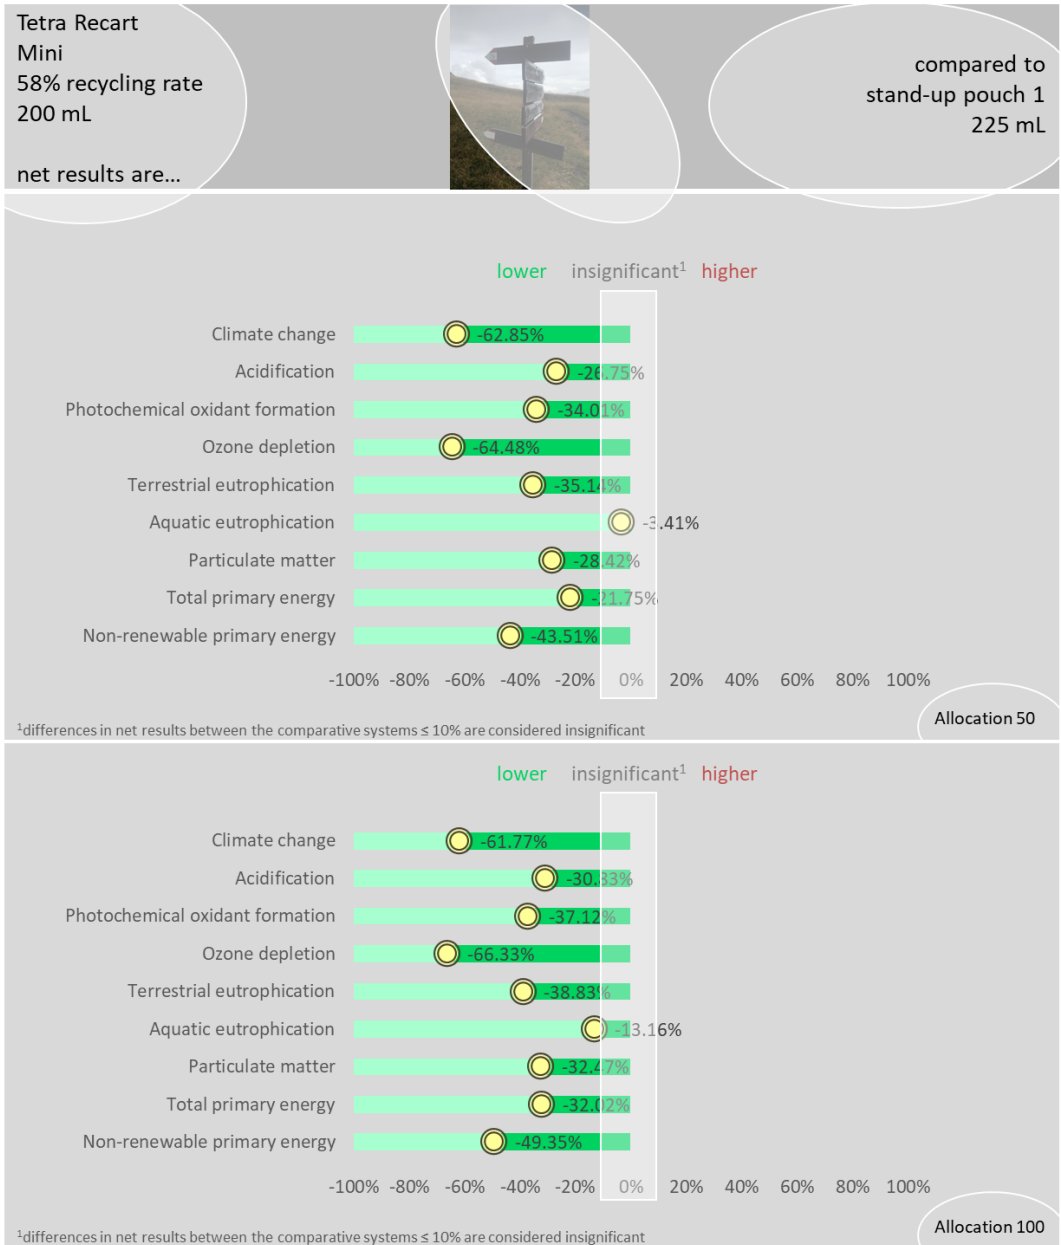 Tetra Recart
Mini
58% recycling rate
200 mL
net results are...
compared to
stand-up pouch 1
225 mL
lower insignificant¹ higher
Climate change -62.85%
Acidification -26.75%
Photochemical oxidant formation -34.01%
Ozone depletion -64.48%
Terrestrial eutrophication -35.14%
Aquatic eutrophication -3.41%
Particulate matter -28.42%
Total primary energy -21.75%
Non-renewable primary energy -43.51%
-100% -80% -60% -40% -20% 0% 20% 40% 60% 80% 100%
Allocation 50
¹differences in net results between the comparative systems ≤ 10% are considered insignificant
lower insignificant¹ higher
Climate change -61.77%
Acidification -30.83%
Photochemical oxidant formation -37.12%
Ozone depletion -66.33%
Terrestrial eutrophication -38.83%
Aquatic eutrophication -13.16%
Particulate matter -32.47%
Total primary energy -32.02%
Non-renewable primary energy -49.35%
-100% -80% -60% -40% -20% 0% 20% 40% 60% 80% 100%
Allocation 100
¹differences in net results between the comparative systems ≤ 10% are considered insignificant